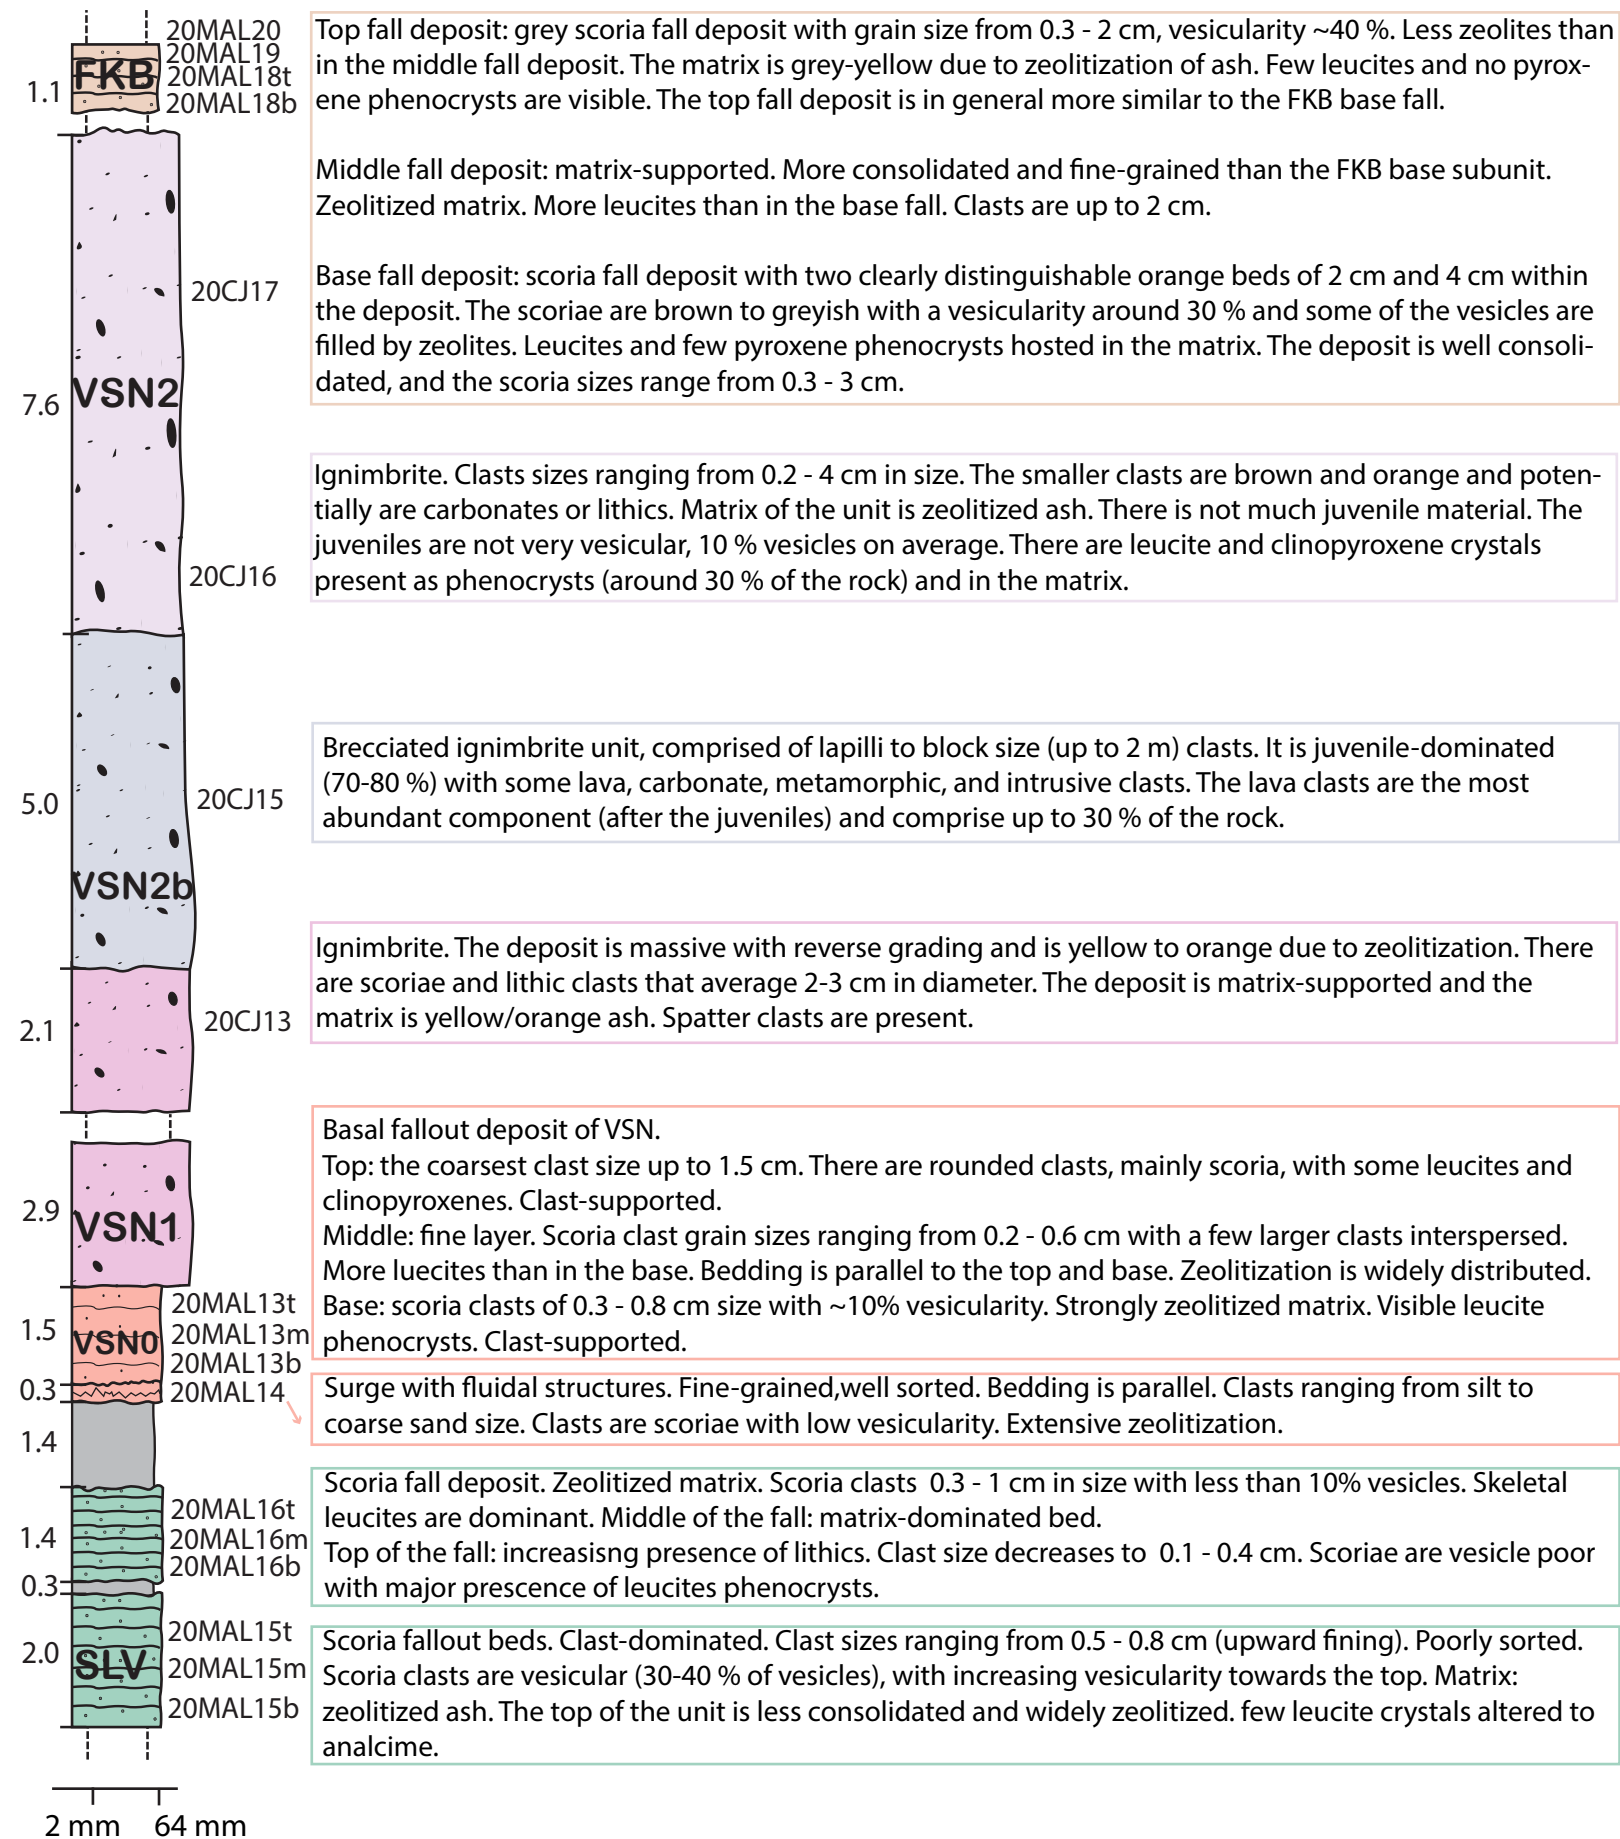 20MAL20
20MAL19
FKB
20MAL18t
1.1
20MAL18b
Top fall deposit: grey scoria fall deposit with grain size from 0.3 - 2 cm, vesicularity ~40 %. Less zeolites than
in the middle fall deposit. The matrix is grey-yellow due to zeolitization of ash. Few leucites and no pyrox-
ene phenocrysts are visible. The top fall deposit is in general more similar to the FKB base fall.
Middle fall deposit: matrix-supported. More consolidated and fine-grained than the FKB base subunit.
Zeolitized matrix. More leucites than in the base fall. Clasts are up to 2 cm.
Base fall deposit: scoria fall deposit with two clearly distinguishable orange beds of 2 cm and 4 cm within
the deposit. The scoriae are brown to greyish with a vesicularity around 30 % and some of the vesicles are
filled by zeolites. Leucites and few pyroxene phenocrysts hosted in the matrix. The deposit is well consoli-
dated, and the scoria sizes range from 0.3 - 3 cm.
20CJ17
VSN2
7.6
20CJ16
Ignimbrite. Clasts sizes ranging from 0.2 - 4 cm in size. The smaller clasts are brown and orange and poten-
tially are carbonates or lithics. Matrix of the unit is zeolitized ash. There is not much juvenile material. The
juveniles are not very vesicular, 10 % vesicles on average. There are leucite and clinopyroxene crystals
present as phenocrysts (around 30 % of the rock) and in the matrix.
5.0
20CJ15
VSN2b
Brecciated ignimbrite unit, comprised of lapilli to block size (up to 2 m) clasts. It is juvenile-dominated
(70-80 %) with some lava, carbonate, metamorphic, and intrusive clasts. The lava clasts are the most
abundant component (after the juveniles) and comprise up to 30 % of the rock.
2.1
20CJ13
Ignimbrite. The deposit is massive with reverse grading and is yellow to orange due to zeolitization. There
are scoriae and lithic clasts that average 2-3 cm in diameter. The deposit is matrix-supported and the
matrix is yellow/orange ash. Spatter clasts are present.
2.9
VSN1
20MAL13t
1.5
VSN0
20MAL13m
20MAL13b
Basal fallout deposit of VSN.
Top: the coarsest clast size up to 1.5 cm. There are rounded clasts, mainly scoria, with some leucites and
clinopyroxenes. Clast-supported.
Middle: fine layer. Scoria clast grain sizes ranging from 0.2 - 0.6 cm with a few larger clasts interspersed.
More luecites than in the base. Bedding is parallel to the top and base. Zeolitization is widely distributed.
Base: scoria clasts of 0.3 - 0.8 cm size with ~10% vesicularity. Strongly zeolitized matrix. Visible leucite
phenocrysts. Clast-supported.
0.3
20MAL14
Surge with fluidal structures. Fine-grained,well sorted. Bedding is parallel. Clasts ranging from silt to
coarse sand size. Clasts are scoriae with low vesicularity. Extensive zeolitization.
1.4
20MAL16t
1.4
20MAL16m
20MAL16b
0.3
Scoria fall deposit. Zeolitized matrix. Scoria clasts 0.3 - 1 cm in size with less than 10% vesicles. Skeletal
leucites are dominant. Middle of the fall: matrix-dominated bed.
Top of the fall: increasisng presence of lithics. Clast size decreases to 0.1 - 0.4 cm. Scoriae are vesicle poor
with major prescence of leucites phenocrysts.
20MAL15t
2.0
SLV
20MAL15m
20MAL15b
Scoria fallout beds. Clast-dominated. Clast sizes ranging from 0.5 - 0.8 cm (upward fining). Poorly sorted.
Scoria clasts are vesicular (30-40 % of vesicles), with increasing vesicularity towards the top. Matrix:
zeolitized ash. The top of the unit is less consolidated and widely zeolitized. few leucite crystals altered to
analcime.
2 mm
64 mm